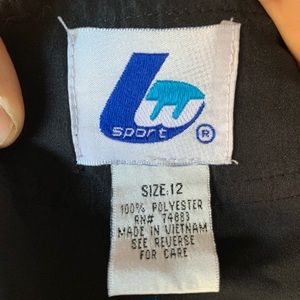 b
sport ®
SIZE:12
100% POLYESTER
RN# 74883
MADE IN VIETNAM
SEE REVERSE
FOR CARE